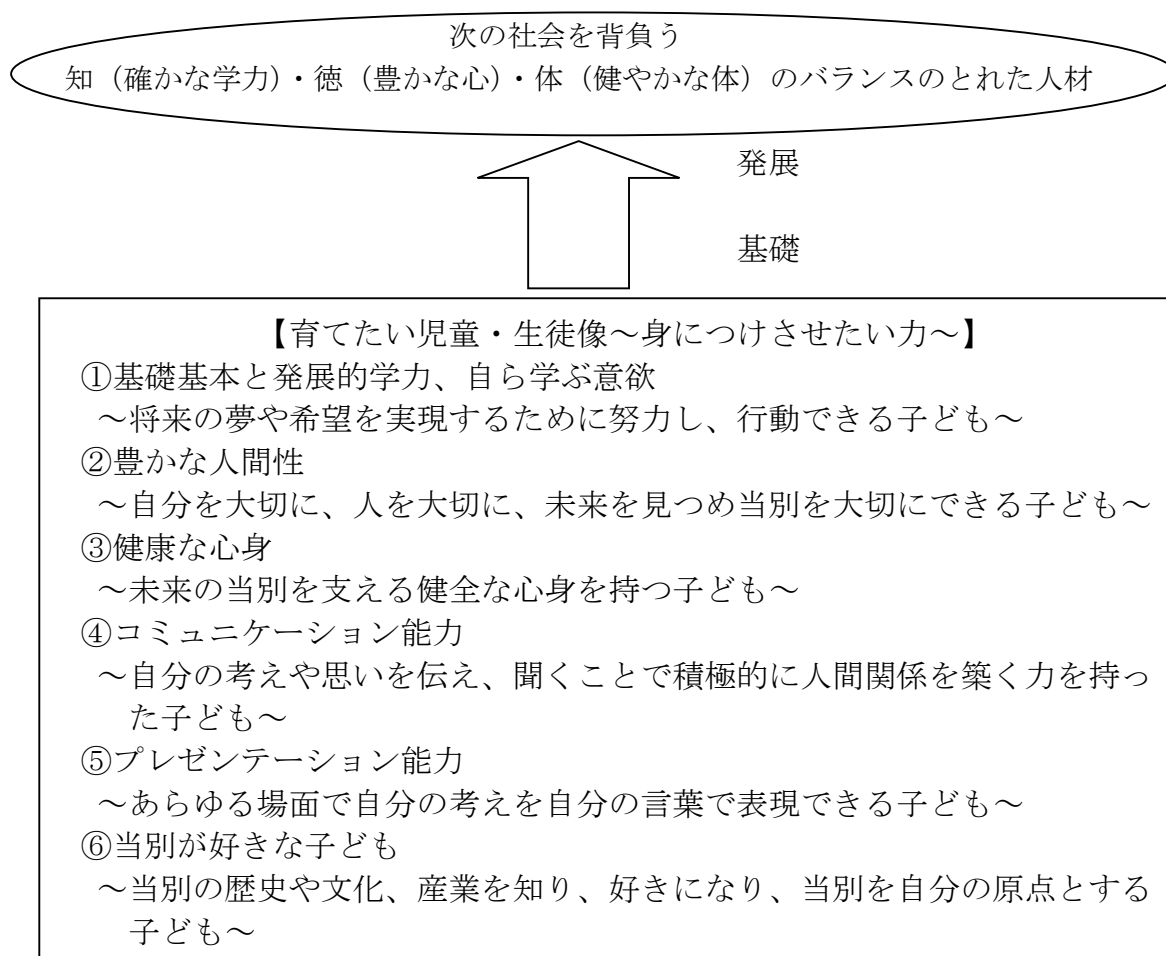 次の社会を背負う
知（確かな学力）・徳（豊かな心）・体（健やかな体）のバランスのとれた人材
発展
基礎
【育てたい児童・生徒像～身につけさせたい力～】
①基礎基本と発展的学力、自ら学ぶ意欲
～将来の夢や希望を実現するために努力し、行動できる子ども～
②豊かな人間性
～自分を大切に、人を大切に、未来を見つめ当別を大切にできる子ども～
③健康な心身
～未来の当別を支える健全な心身を持つ子ども～
④コミュニケーション能力
～自分の考えや思いを伝え、聞くことで積極的に人間関係を築く力を持っ
た子ども～
⑤プレゼンテーション能力
～あらゆる場面で自分の考えを自分の言葉で表現できる子ども～
⑥当別が好きな子ども
～当別の歴史や文化、産業を知り、好きになり、当別を自分の原点とする
子ども～